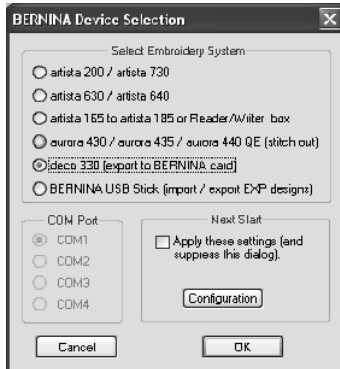 BERNINA Device Selection
Select Embroidery System
artista 200 / artista 730
artista 630 / artista 640
artista 165 to artista 185 or Reader/Writer box
aurora 430 / aurora 435 / aurora 440 QE (stitch out)
deco 330 (export to BERNINA card)
BERNINA USB Stick (import / export EXP designs)
COM Port
COM1
COM2
COM3
COM4
Next Start
Apply these settings (and
suppress this dialog).
Configuration
Cancel
OK